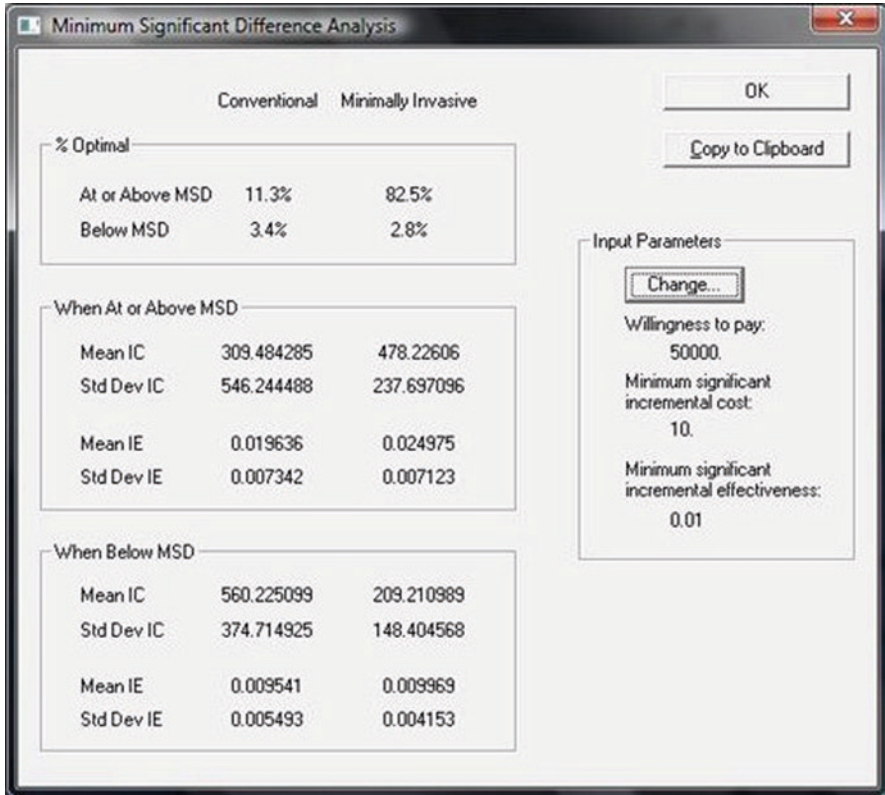 Minimum Significant Difference Analysis
Conventional Minimally Invasive
% Optimal
At or Above MSD 11.3% 82.5%
Below MSD 3.4% 2.8%
When At or Above MSD
Mean IC 309.484285 478.22606
Std Dev IC 546.244488 237.697096
Mean IE 0.019636 0.024975
Std Dev IE 0.007342 0.007123
When Below MSD
Mean IC 560.225099 209.210989
Std Dev IC 374.714925 148.404568
Mean IE 0.009541 0.009969
Std Dev IE 0.005493 0.004153
OK
Copy to Clipboard
Input Parameters
Change...
Willingness to pay:
50000.
Minimum significant
incremental cost:
10.
Minimum significant
incremental effectiveness:
0.01